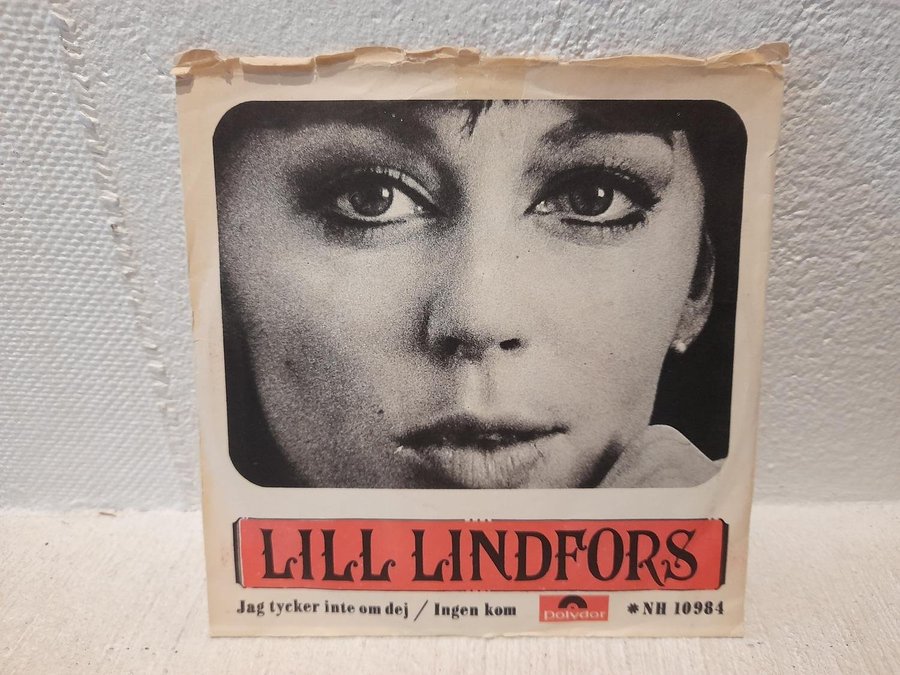 LILL LINDFORS
Jag tycker inte om dej / Ingen kom
polydor
* NH 10984